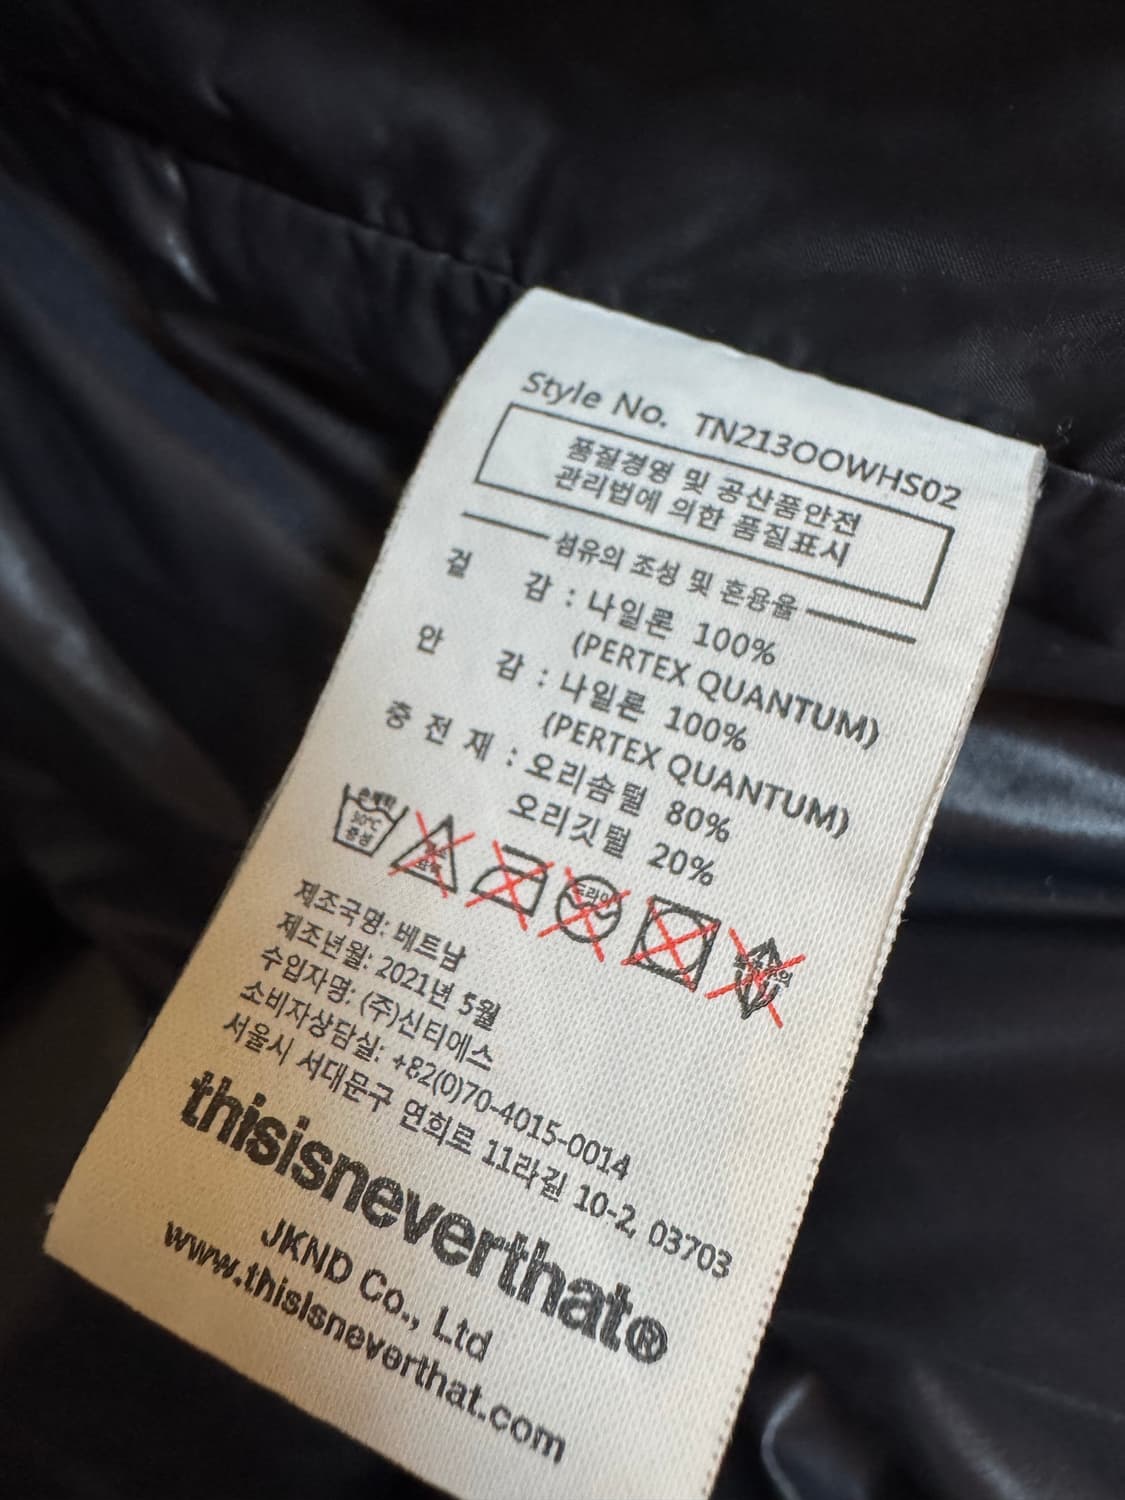 Style No. TN213OOWHS02
품질경영 및 공산품안전
관리법에 의한 품질표시
섬유의 조성 및 혼용율
겉 감 : 나일론 100%
(PERTEX QUANTUM)
안 감 : 나일론 100%
(PERTEX QUANTUM)
충 전 재 : 오리솜털 80%
오리깃털 20%
손세탁
30℃
중성
드라이
제조국명: 베트남
제조년월: 2021년 5월
수입자명: (주)신티에스
소비자상담실: +82(0)70-4015-0014
서울시 서대문구 연희로 11라길 10-2, 03703
thisisneverthat®
JKND Co., Ltd
www.thisisneverthat.com